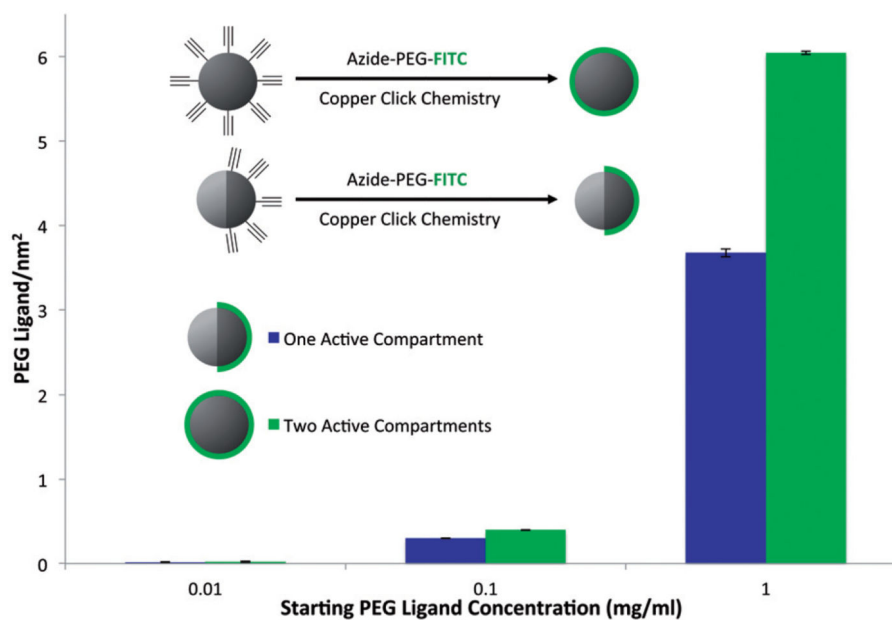 Azide-PEG-FITC
Copper Click Chemistry
Azide-PEG-FITC
Copper Click Chemistry
One Active Compartment
Two Active Compartments
PEG Ligand/nm²
6
5
4
3
2
1
0
0.01
0.1
1
Starting PEG Ligand Concentration (mg/ml)